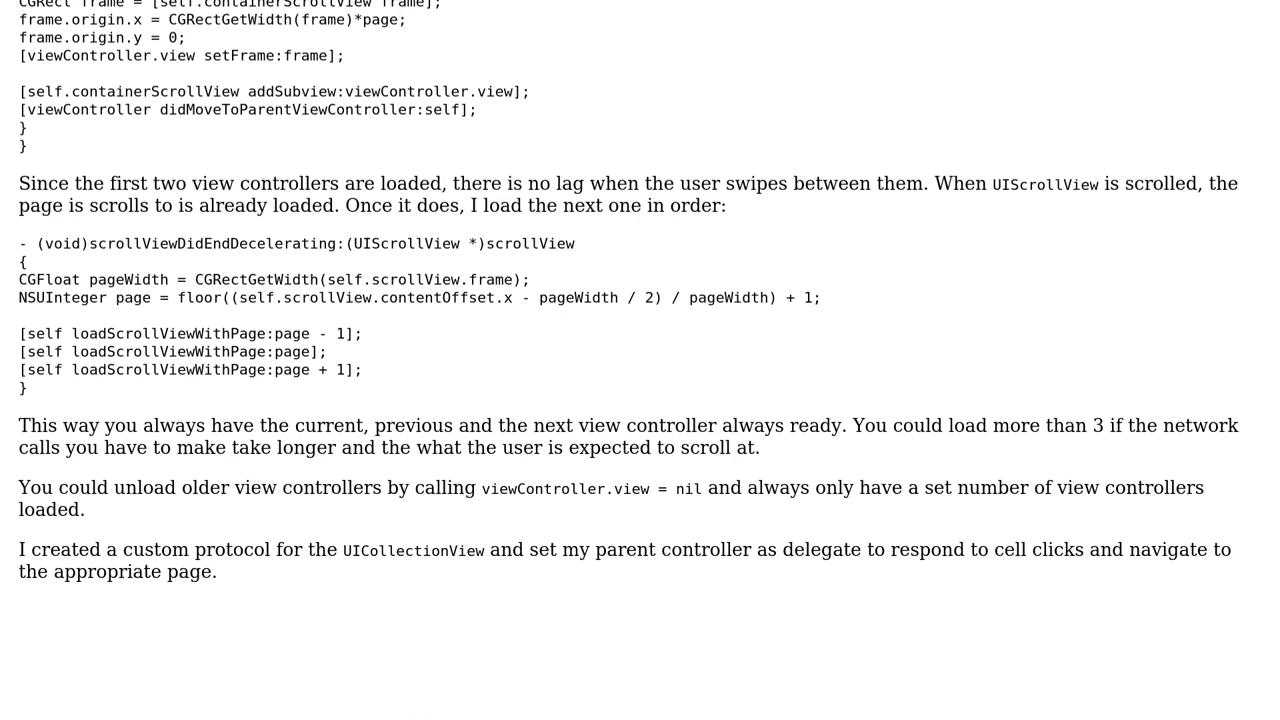 CGRect frame = [self.containerScrollView frame];
frame.origin.x = CGRectGetWidth(frame)*page;
frame.origin.y = 0;
[viewController.view setFrame:frame];
[self.containerScrollView addSubview:viewController.view];
[viewController didMoveToParentViewController:self];
}
}
Since the first two view controllers are loaded, there is no lag when the user swipes between them. When UIScrollView is scrolled, the
page is scrolls to is already loaded. Once it does, I load the next one in order:
- (void)scrollViewDidEndDecelerating:(UIScrollView *)scrollView
{
CGFloat pageWidth = CGRectGetWidth(self.scrollView.frame);
NSUInteger page = floor((self.scrollView.contentOffset.x - pageWidth / 2) / pageWidth) + 1;
[self loadScrollViewWithPage:page - 1];
[self loadScrollViewWithPage:page];
[self loadScrollViewWithPage:page + 1];
}
This way you always have the current, previous and the next view controller always ready. You could load more than 3 if the network
calls you have to make take longer and the what the user is expected to scroll at.
You could unload older view controllers by calling viewController.view = nil and always only have a set number of view controllers
loaded.
I created a custom protocol for the UICollectionView and set my parent controller as delegate to respond to cell clicks and navigate to
the appropriate page.